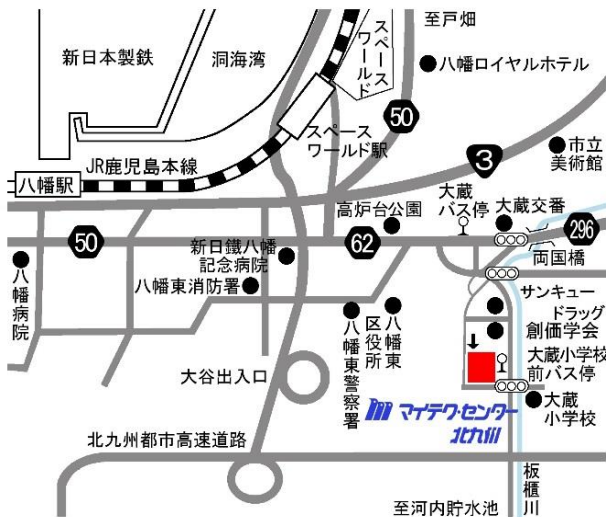 至戸畑
新日本製鉄
洞海湾
スペース
ワールド
八幡ロイヤルホテル
50
スペース
ワールド駅
3
市立
美術館
JR鹿児島本線
八幡駅
大蔵
バス停
大蔵交番
高炉台公園
296
50
62
両国橋
新日鐵八幡
記念病院
八幡病院
八幡東消防署
サンキュー
ドラッグ
創価学会
八幡東警察署
八幡東
区役所
大谷出入口
大蔵小学校
前バス停
マイテク・センター
北九州
大蔵
小学校
北九州都市高速道路
板櫃川
至河内貯水池